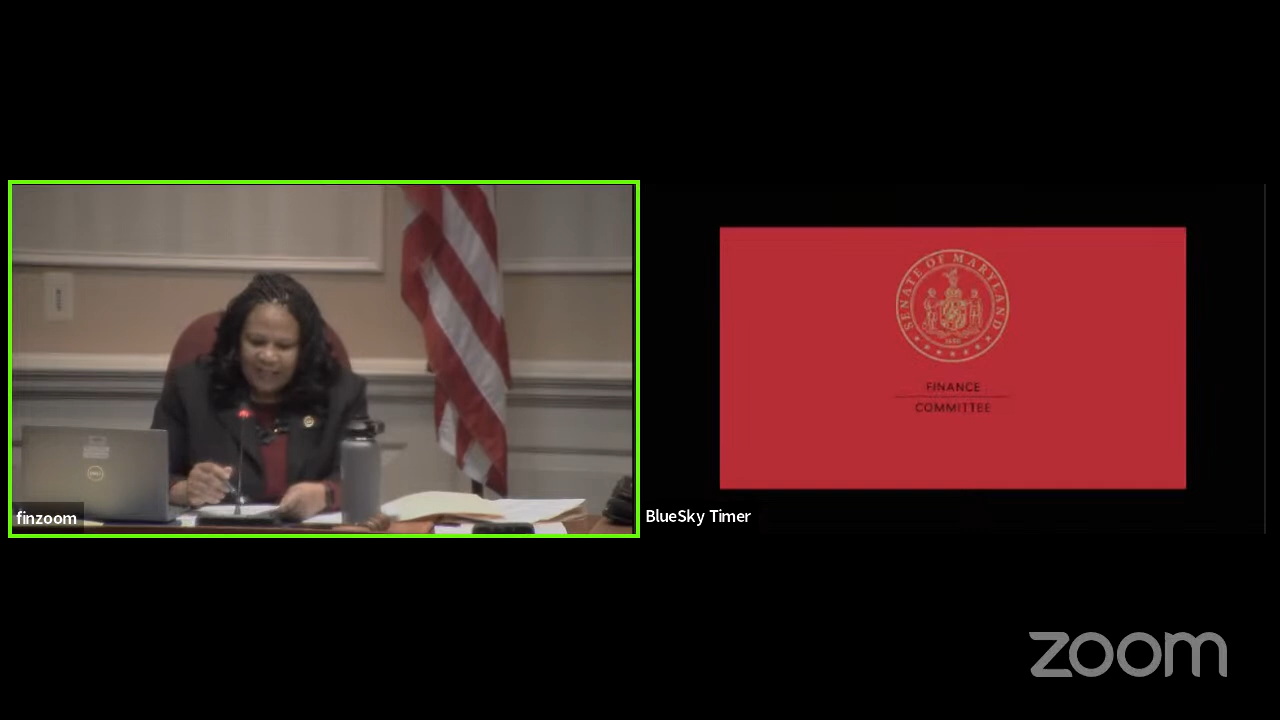 SENATE OF MARYLAND
FINANCE
COMMITTEE
finzoom
BlueSky Timer
zoom